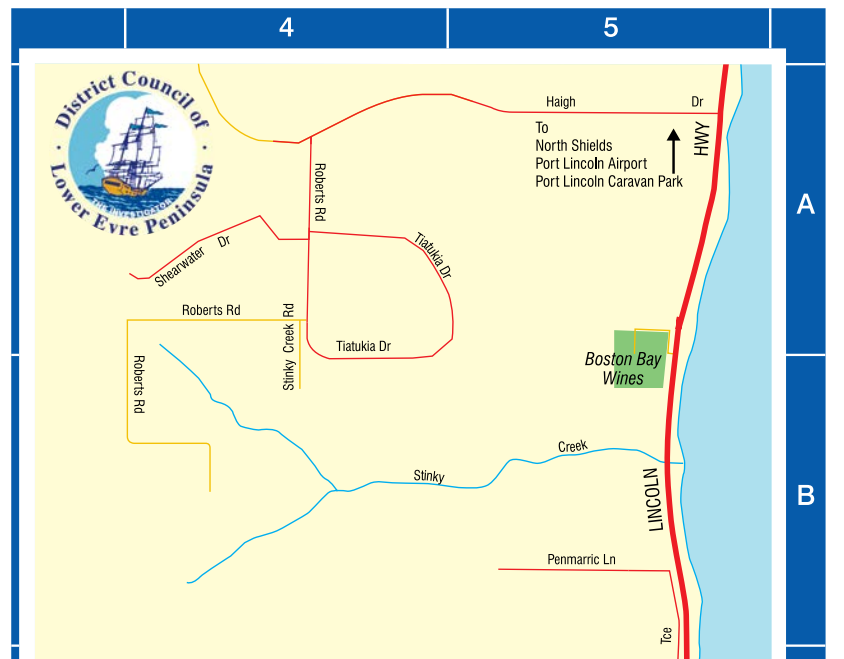 4
5
District Council of
Lower Eyre Peninsula
THE INVESTIGATOR
Haigh Dr
To
North Shields
Port Lincoln Airport
Port Lincoln Caravan Park
HWY
A
Roberts Rd
Shearwater Dr
Tiatukia Dr
Roberts Rd
Stinky Creek Rd
Tiatukia Dr
Roberts Rd
Boston Bay
Wines
Stinky Creek
LINCOLN
B
Penmarric Ln
Tce